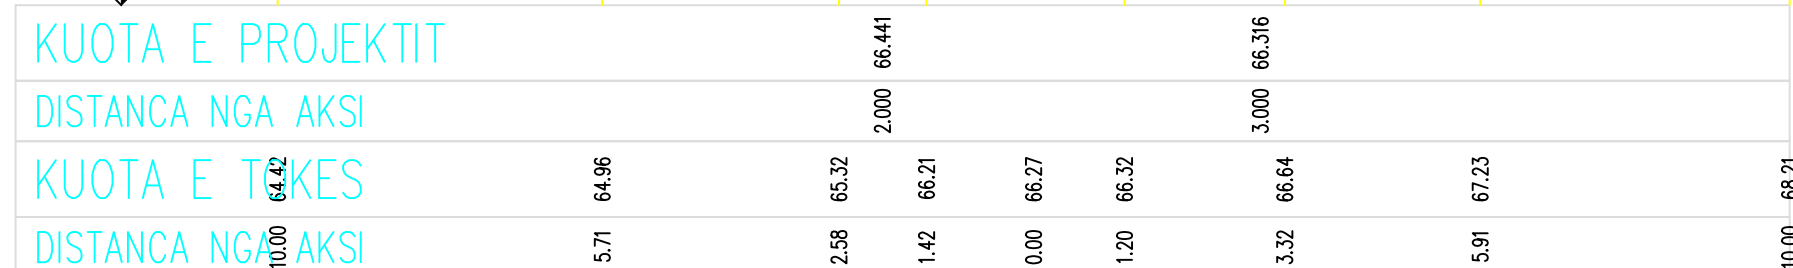 KUOTA E PROJEKTIT 66.441 66.316
DISTANCA NGA AKSI 2.000 3.000
KUOTA E TOKES 64.42 64.96 65.32 66.21 66.27 66.32 66.64 67.23 68.21
DISTANCA NGA AKSI 10.00 5.71 2.58 1.42 0.00 1.20 3.32 5.91 10.00